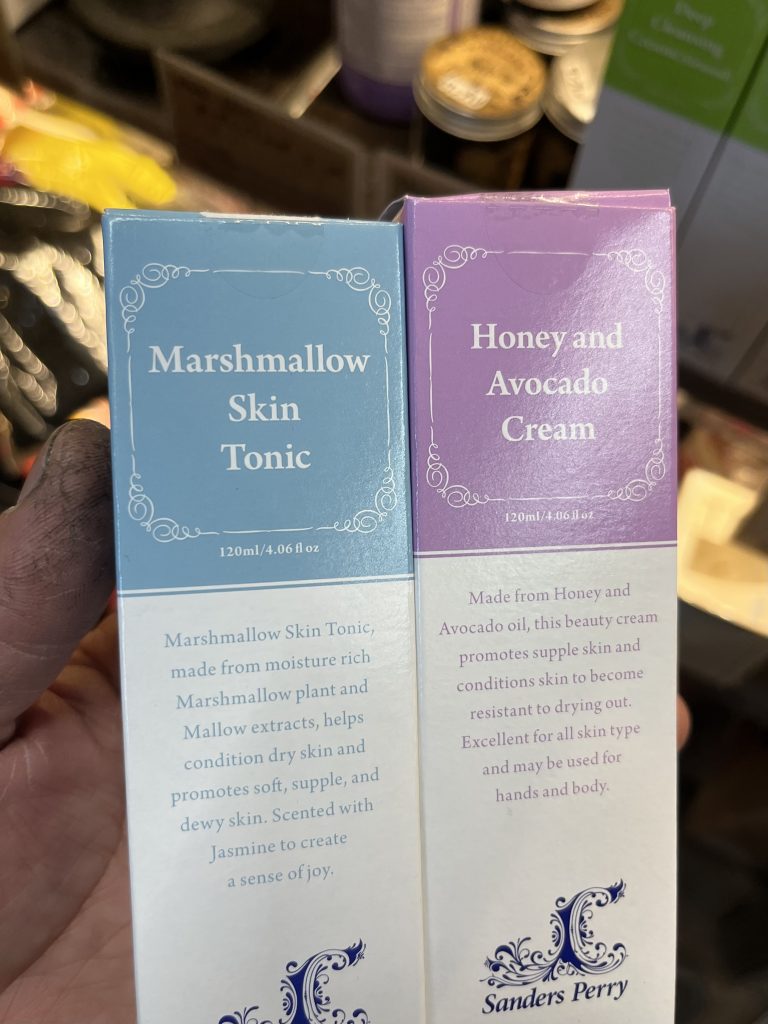 Marshmallow
Skin
Tonic
120ml/4.06 fl oz
Marshmallow Skin Tonic,
made from moisture rich
Marshmallow plant and
Mallow extracts, helps
condition dry skin and
promotes soft, supple, and
dewy skin. Scented with
Jasmine to create
a sense of joy.
Honey and
Avocado
Cream
120ml/4.06 fl oz
Made from Honey and
Avocado oil, this beauty cream
promotes supple skin and
conditions skin to become
resistant to drying out.
Excellent for all skin type
and may be used for
hands and body.
Sanders Perry
Deep
Cleansing